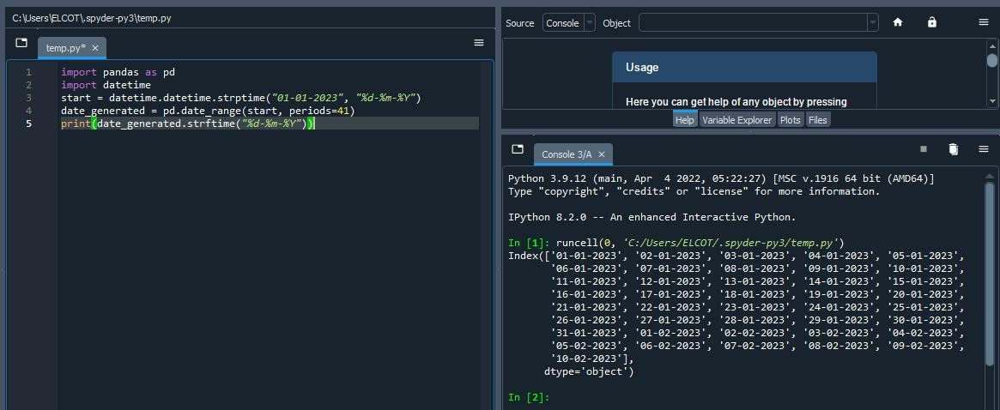 C:\Users\ELCOT\.spyder-py3\temp.py
temp.py*
1 import pandas as pd
2 import datetime
3 start = datetime.datetime.strptime("01-01-2023", "%d-%m-%Y")
4 date_generated = pd.date_range(start, periods=41)
5 print(date_generated.strftime("%d-%m-%Y"))
Source Console Object
Usage
Here you can get help of any object by pressing
Help Variable Explorer Plots Files
Console 3/A
Python 3.9.12 (main, Apr  4 2022, 05:22:27) [MSC v.1916 64 bit (AMD64)]
Type "copyright", "credits" or "license" for more information.
IPython 8.2.0 -- An enhanced Interactive Python.
In [1]: runcell(0, 'C:/Users/ELCOT/.spyder-py3/temp.py')
Index(['01-01-2023', '02-01-2023', '03-01-2023', '04-01-2023', '05-01-2023',
'06-01-2023', '07-01-2023', '08-01-2023', '09-01-2023', '10-01-2023',
'11-01-2023', '12-01-2023', '13-01-2023', '14-01-2023', '15-01-2023',
'16-01-2023', '17-01-2023', '18-01-2023', '19-01-2023', '20-01-2023',
'21-01-2023', '22-01-2023', '23-01-2023', '24-01-2023', '25-01-2023',
'26-01-2023', '27-01-2023', '28-01-2023', '29-01-2023', '30-01-2023',
'31-01-2023', '01-02-2023', '02-02-2023', '03-02-2023', '04-02-2023',
'05-02-2023', '06-02-2023', '07-02-2023', '08-02-2023', '09-02-2023',
'10-02-2023'],
dtype='object')
In [2]: